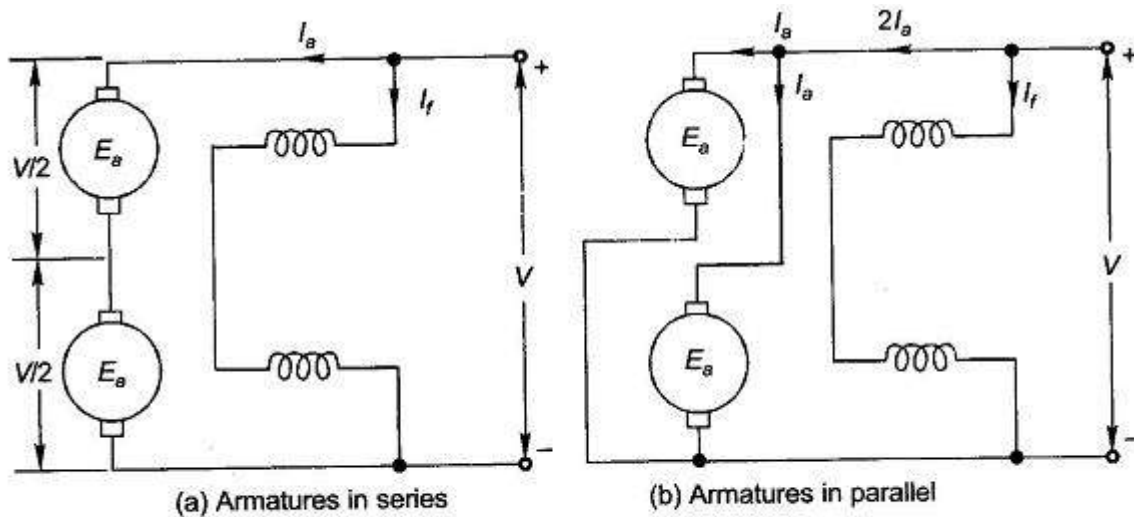 I_a
I_f
+
V/2
E_a
V
V/2
E_a
–
(a) Armatures in series
I_a
2I_a
I_a
I_f
+
E_a
V
E_a
–
(b) Armatures in parallel